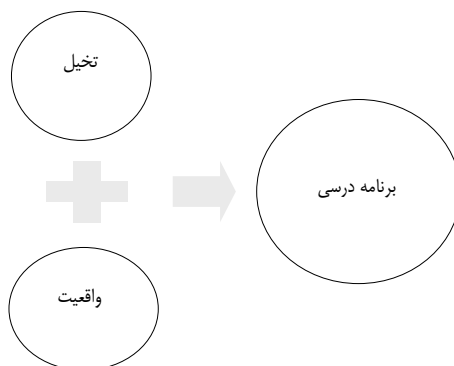 تخیل
برنامه درسی
واقعیت